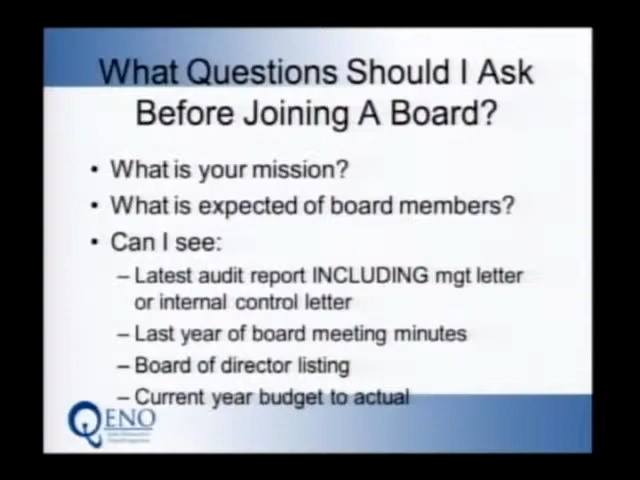 What Questions Should I Ask
Before Joining A Board?
• What is your mission?
• What is expected of board members?
• Can I see:
– Latest audit report INCLUDING mgt letter
or internal control letter
– Last year of board meeting minutes
– Board of director listing
– Current year budget to actual
QENO